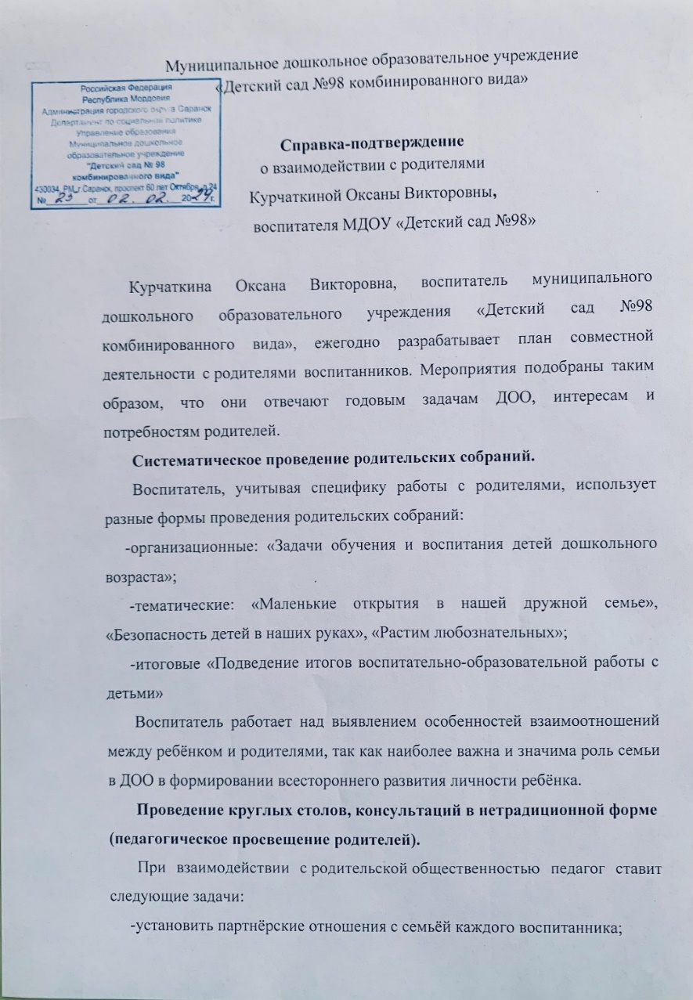 Муниципальное дошкольное образовательное учреждение
«Детский сад №98 комбинированного вида»
Российская Федерация
Республика Мордовия
Администрация городского округа Саранск
Департамент по социальной политике
Управление образования
Муниципальное дошкольное
образовательное учреждение
"Детский сад № 98
комбинированного вида"
430034, РМ, г.Саранск, проспект 60 лет Октября, д.24
№ 23 от 02.02.2024г.
Справка-подтверждение
о взаимодействии с родителями
Курчаткиной Оксаны Викторовны,
воспитателя МДОУ «Детский сад №98»
Курчаткина Оксана Викторовна, воспитатель муниципального
дошкольного образовательного учреждения «Детский сад №98
комбинированного вида», ежегодно разрабатывает план совместной
деятельности с родителями воспитанников. Мероприятия подобраны таким
образом, что они отвечают годовым задачам ДОО, интересам и
потребностям родителей.
Систематическое проведение родительских собраний.
Воспитатель, учитывая специфику работы с родителями, использует
разные формы проведения родительских собраний:
-организационные: «Задачи обучения и воспитания детей дошкольного
возраста»;
-тематические: «Маленькие открытия в нашей дружной семье»,
«Безопасность детей в наших руках», «Растим любознательных»;
-итоговые «Подведение итогов воспитательно-образовательной работы с
детьми»
Воспитатель работает над выявлением особенностей взаимоотношений
между ребёнком и родителями, так как наиболее важна и значима роль семьи
в ДОО в формировании всестороннего развития личности ребёнка.
Проведение круглых столов, консультаций в нетрадиционной форме
(педагогическое просвещение родителей).
При взаимодействии с родительской общественностью педагог ставит
следующие задачи:
-установить партнёрские отношения с семьёй каждого воспитанника;